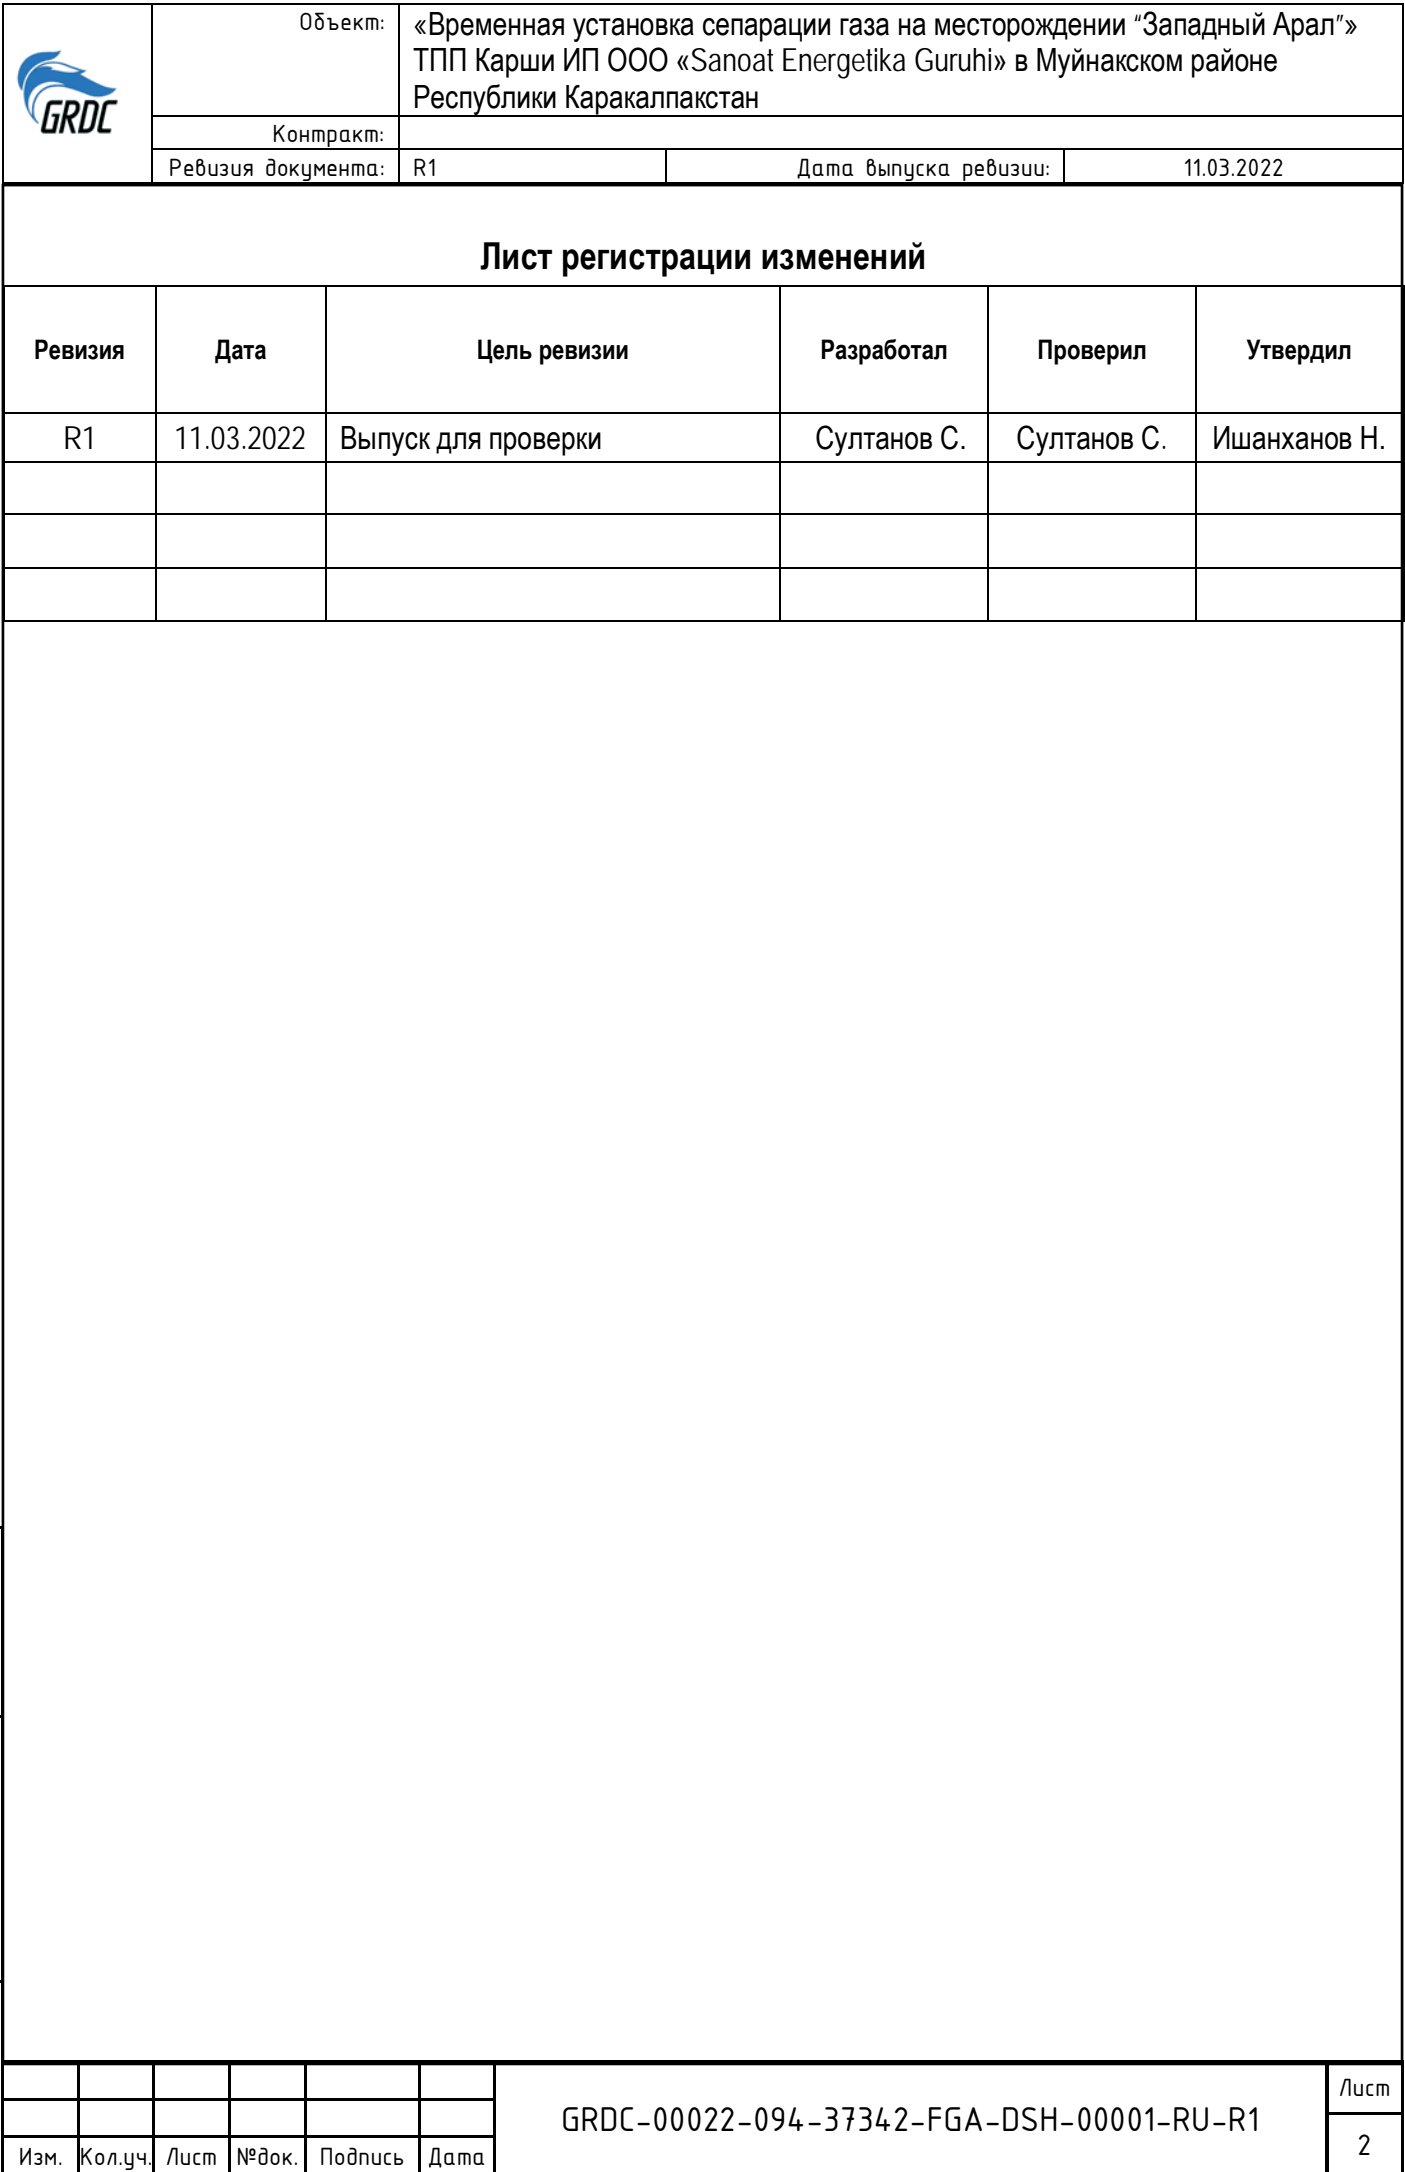 GRDC
Объект:
«Временная установка сепарации газа на месторождении “Западный Арал”»
ТПП Карши ИП ООО «Sanoat Energetika Guruhi» в Муйнакском районе
Республики Каракалпакстан
Контракт:
Ревизия документа: R1 Дата выпуска ревизии: 11.03.2022
Лист регистрации изменений
Ревизия Дата Цель ревизии Разработал Проверил Утвердил
R1 11.03.2022 Выпуск для проверки Султанов С. Султанов С. Ишанханов Н.
GRDC-00022-094-37342-FGA-DSH-00001-RU-R1
Лист
2
Изм. Кол.уч. Лист №док. Подпись Дата